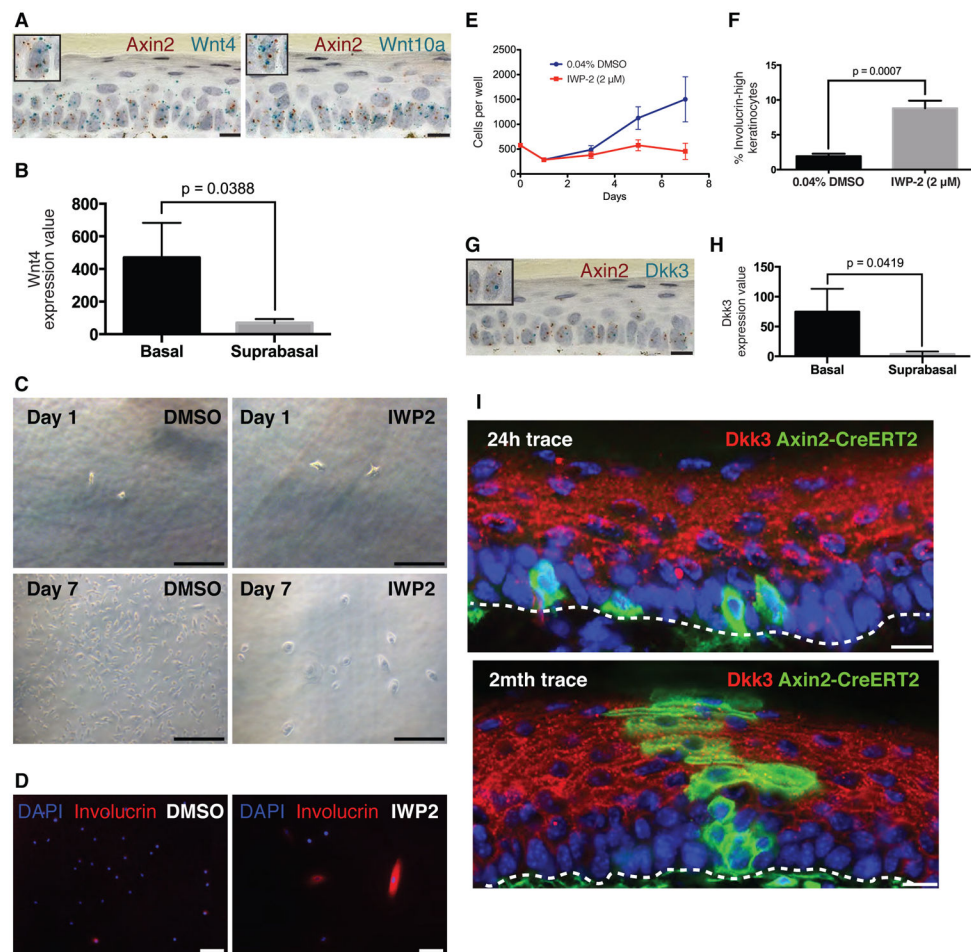 A
Axin2 Wnt4
Axin2 Wnt10a
B
p = 0.0388
Wnt4
expression value
800
600
400
200
0
Basal
Suprabasal
C
Day 1 DMSO
Day 1 IWP2
Day 7 DMSO
Day 7 IWP2
D
DAPI Involucrin DMSO
DAPI Involucrin IWP2
E
Cells per well
2500
2000
1500
1000
500
0
0.04% DMSO
IWP-2 (2 µM)
0 2 4 6 8
Days
F
p = 0.0007
% Involucrin-high
keratinocytes
15
10
5
0
0.04% DMSO
IWP-2 (2 µM)
G
Axin2 Dkk3
H
p = 0.0419
Dkk3
expression value
150
100
50
0
Basal
Suprabasal
I
24h trace Dkk3 Axin2-CreERT2
2mth trace Dkk3 Axin2-CreERT2